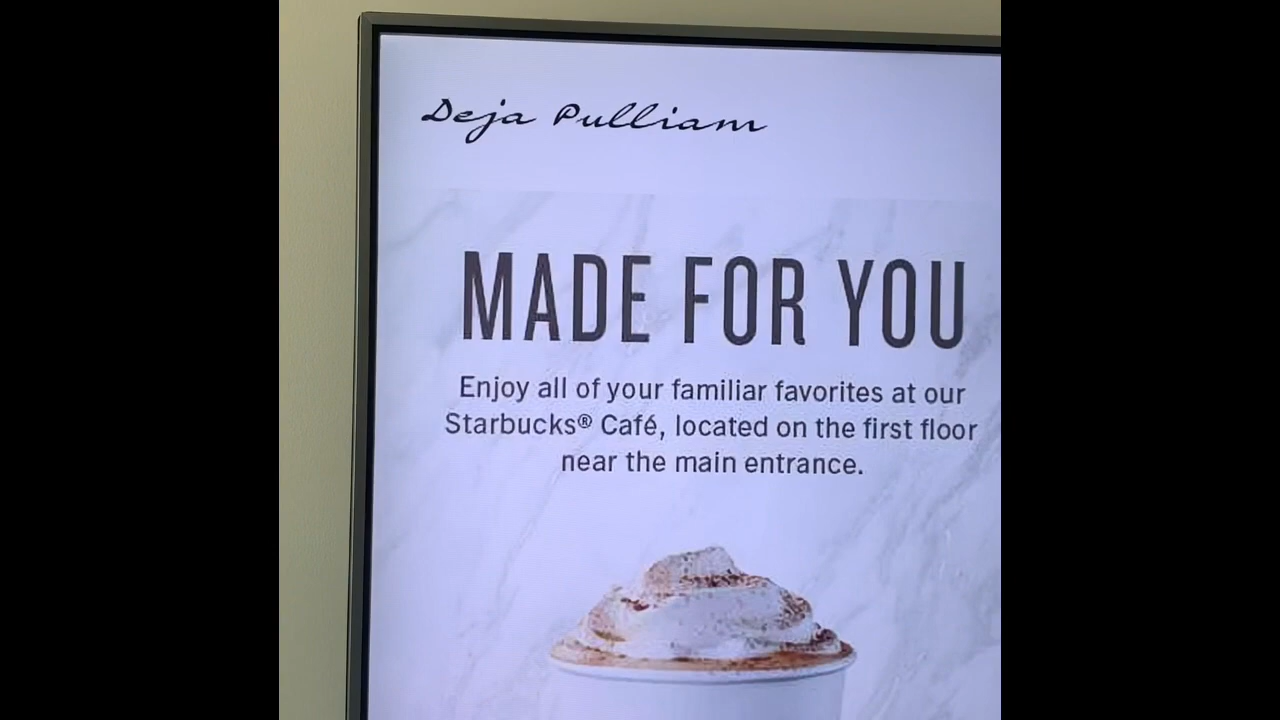 Deja Pulliam
MADE FOR YOU
Enjoy all of your familiar favorites at our
Starbucks® Café, located on the first floor
near the main entrance.